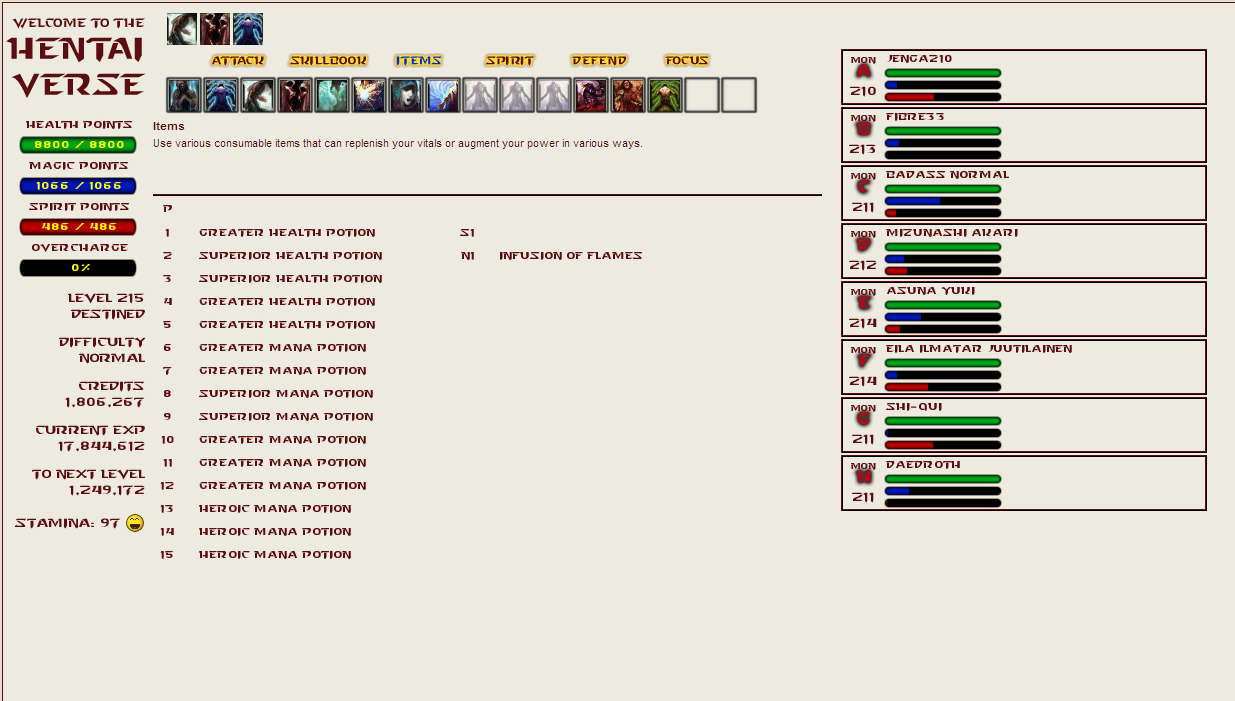 WELCOME TO THE
HENTAI
VERSE
HEALTH POINTS
8800 / 8800
MAGIC POINTS
1066 / 1066
SPIRIT POINTS
486 / 486
OVERCHARGE
0%
LEVEL 215
DESTINED
DIFFICULTY
NORMAL
CREDITS
1,806,267
CURRENT EXP
17,844,612
TO NEXT LEVEL
1,249,172
STAMINA: 97
ATTACK SKILLBOOK ITEMS SPIRIT DEFEND FOCUS
Items
Use various consumable items that can replenish your vitals or augment your power in various ways.
P
1 GREATER HEALTH POTION S1
2 SUPERIOR HEALTH POTION N1 INFUSION OF FLAMES
3 SUPERIOR HEALTH POTION
4 GREATER HEALTH POTION
5 GREATER HEALTH POTION
6 GREATER MANA POTION
7 GREATER MANA POTION
8 SUPERIOR MANA POTION
9 SUPERIOR MANA POTION
10 GREATER MANA POTION
11 GREATER MANA POTION
12 GREATER MANA POTION
13 HEROIC MANA POTION
14 HEROIC MANA POTION
15 HEROIC MANA POTION
MON JENGA210
A
210
MON FIBRE33
B
213
MON BADASS NORMAL
C
211
MON MIZUNASHI AKARI
D
212
MON ASUNA YUKI
E
214
MON EILA ILMATAR JUUTILAINEN
F
214
MON SHI-QUI
G
211
MON DAEDROTH
H
211